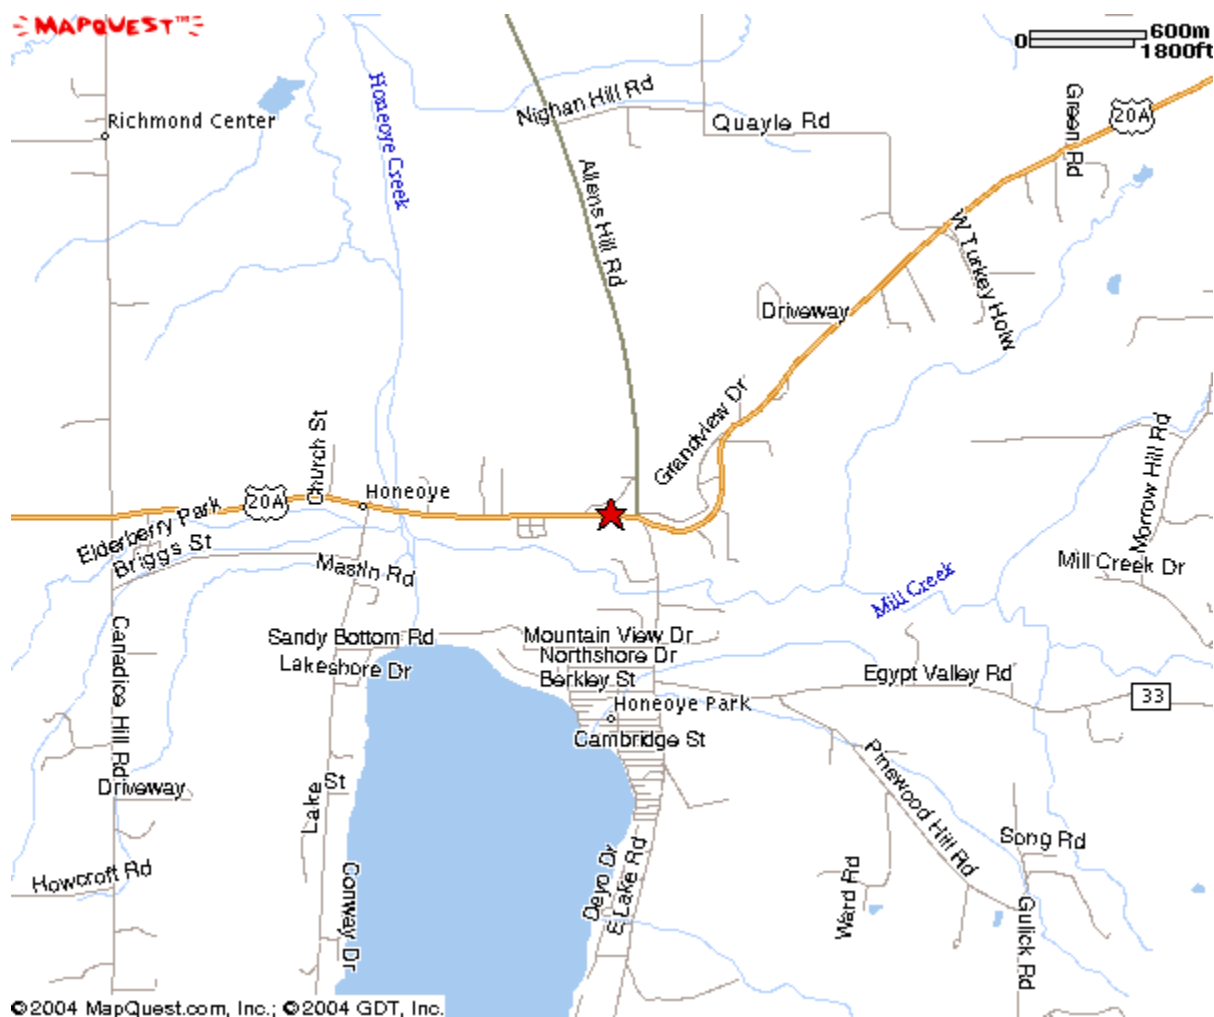 MAPQUEST™
600m
0
1800ft
Richmond Center
Honeoye Creek
Nighan Hill Rd
Quayle Rd
Green Rd
20A
Allens Hill Rd
W Turkey Holw
Driveway
Grandview Dr
Morrow Hill Rd
Church St
20A
Honeoye
Elderberry Park
Briggs St
Mastin Rd
Mill Creek Dr
Mill Creek
Canadice Hill Rd
Sandy Bottom Rd
Mountain View Dr
Northshore Dr
Lakeshore Dr
Berkley St
Egypt Valley Rd
33
Honeoye Park
Cambridge St
Pinewood Hill Rd
Driveway
Lake St
Song Rd
Howcroft Rd
Deyo Dr
E Lake Rd
Ward Rd
Conway Dr
Gulick Rd
©2004 MapQuest.com, Inc.; ©2004 GDT, Inc.